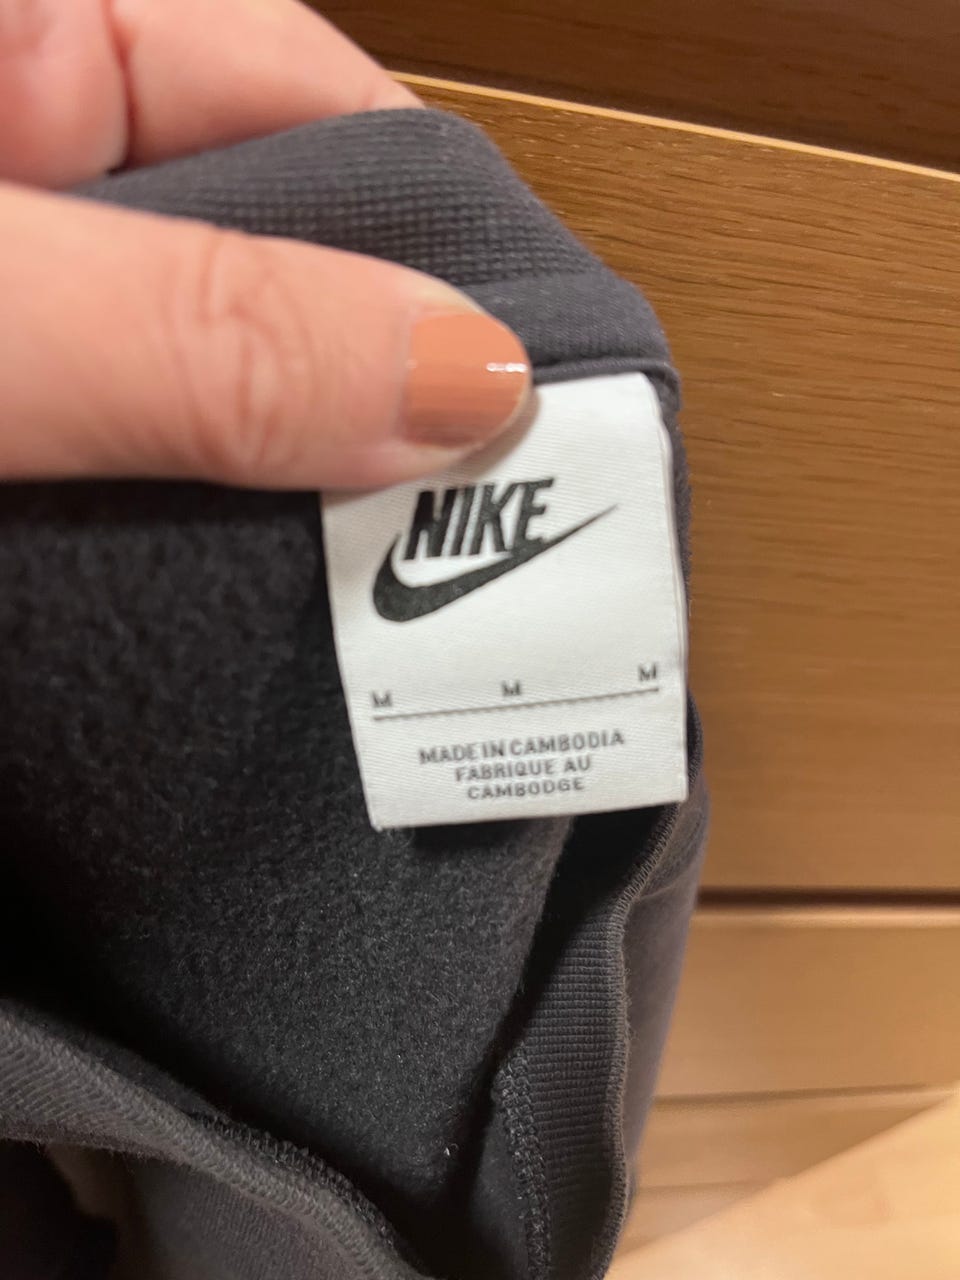 NIKE
M M M
MADE IN CAMBODIA
FABRIQUE AU
CAMBODGE